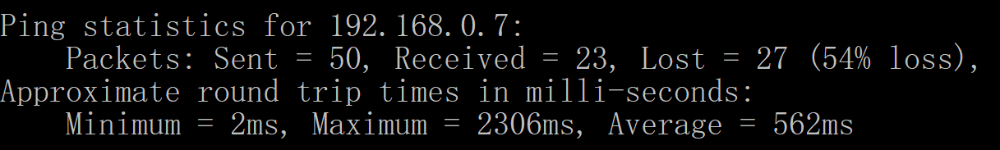 Ping statistics for 192.168.0.7:
Packets: Sent = 50, Received = 23, Lost = 27 (54% loss),
Approximate round trip times in milli-seconds:
Minimum = 2ms, Maximum = 2306ms, Average = 562ms